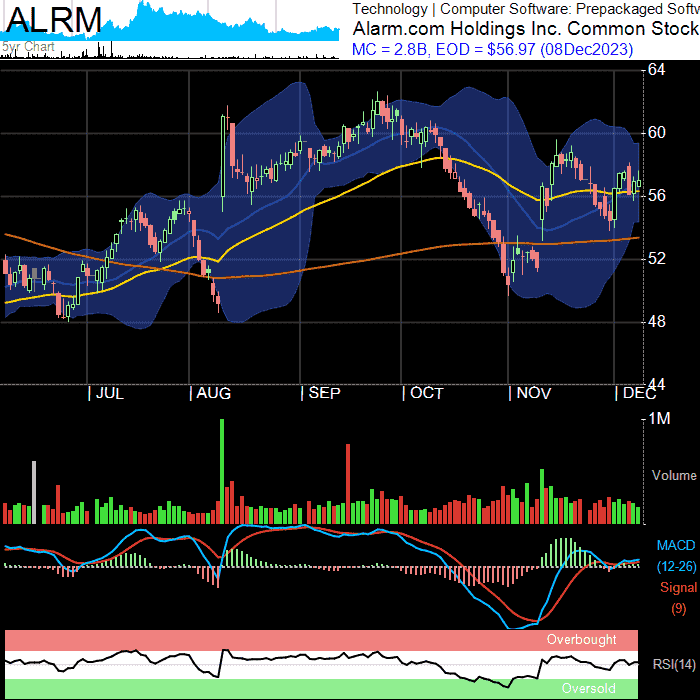 ALRM
5yr Chart
Technology | Computer Software: Prepackaged Softw
Alarm.com Holdings Inc. Common Stock
MC = 2.8B, EOD = $56.97 (08Dec2023)
64
60
56
52
48
44
| JUL | AUG | SEP | OCT | NOV | DEC
1M
Volume
MACD
(12-26)
Signal
(9)
Overbought
RSI(14)
Oversold